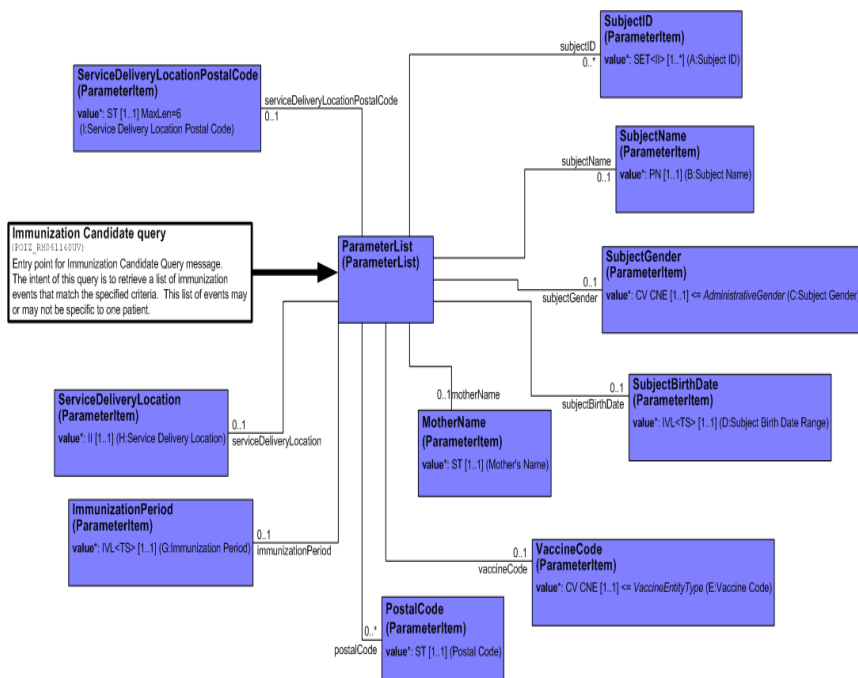 SubjectID
(ParameterItem)
value*: SET<II> [1..*] (A:Subject ID)
subjectID
0..*
ServiceDeliveryLocationPostalCode
(ParameterItem)
value*: ST [1..1] MaxLen=6
(I:Service Delivery Location Postal Code)
serviceDeliveryLocationPostalCode
0..1
SubjectName
(ParameterItem)
value*: PN [1..1] (B:Subject Name)
subjectName
0..1
Immunization Candidate query
(POIZ_RM061140UV)
Entry point for Immunization Candidate Query message.
The intent of this query is to retrieve a list of immunization
events that match the specified criteria.  This list of events may
or may not be specific to one patient.
ParameterList
(ParameterList)
SubjectGender
(ParameterItem)
value*: CV CNE [1..1] <= AdministrativeGender (C:Subject Gender)
0..1
subjectGender
ServiceDeliveryLocation
(ParameterItem)
value*: II [1..1] (H:Service Delivery Location)
0..1
serviceDeliveryLocation
0..1motherName
MotherName
(ParameterItem)
value*: ST [1..1] (Mother's Name)
0..1
subjectBirthDate
SubjectBirthDate
(ParameterItem)
value*: IVL<TS> [1..1] (D:Subject Birth Date Range)
ImmunizationPeriod
(ParameterItem)
value*: IVL<TS> [1..1] (G:Immunization Period)
0..1
immunizationPeriod
0..1
vaccineCode
VaccineCode
(ParameterItem)
value*: CV CNE [1..1] <= VaccineEntityType (E:Vaccine Code)
0..*
postalCode
PostalCode
(ParameterItem)
value*: ST [1..1] (Postal Code)